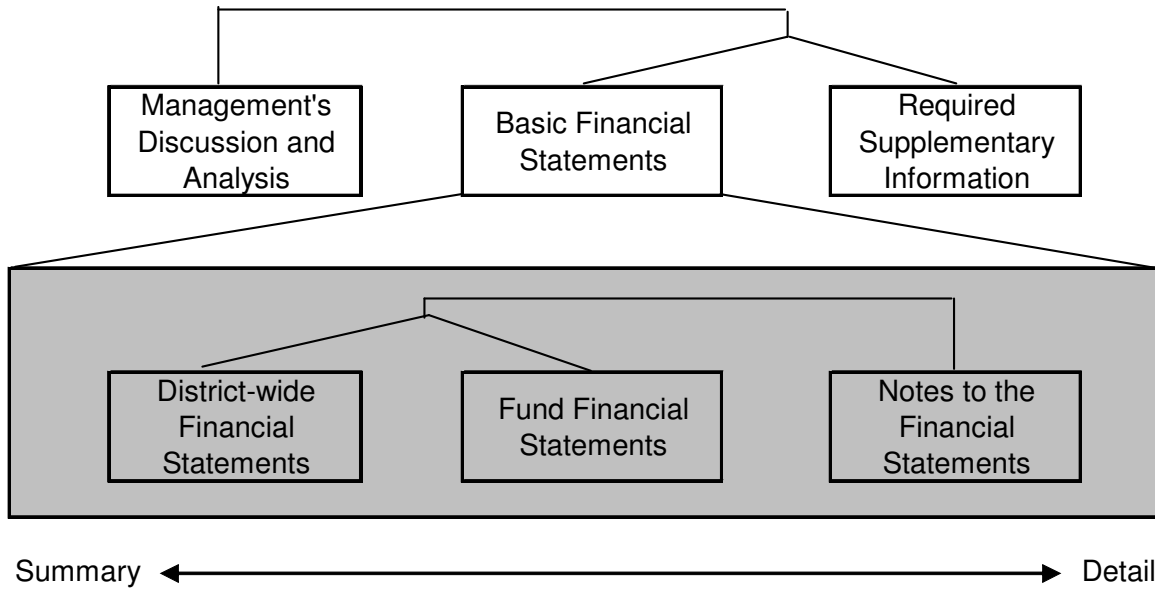 Management's
Discussion and
Analysis
Basic Financial
Statements
Required
Supplementary
Information
District-wide
Financial
Statements
Fund Financial
Statements
Notes to the
Financial
Statements
Summary
Detail